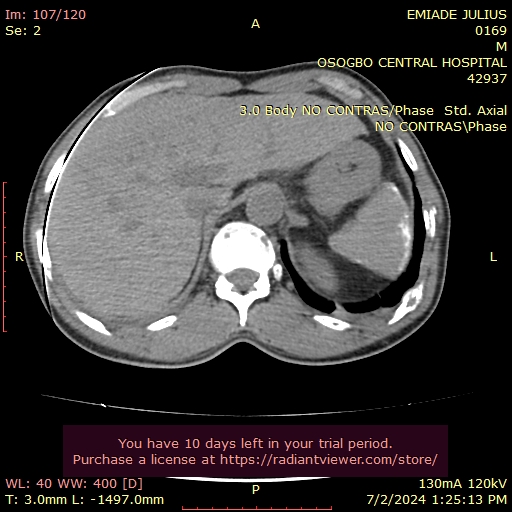 Im: 107/120
Se: 2
A
EMIADE JULIUS
0169
M
OSOGBO CENTRAL HOSPITAL
42937
3.0 Body NO CONTRAS/Phase Std. Axial
NO CONTRAS\Phase
R
L
You have 10 days left in your trial period.
Purchase a license at https://radiantviewer.com/store/
WL: 40 WW: 400 [D]
T: 3.0mm L: -1497.0mm
P
130mA 120kV
7/2/2024 1:25:13 PM